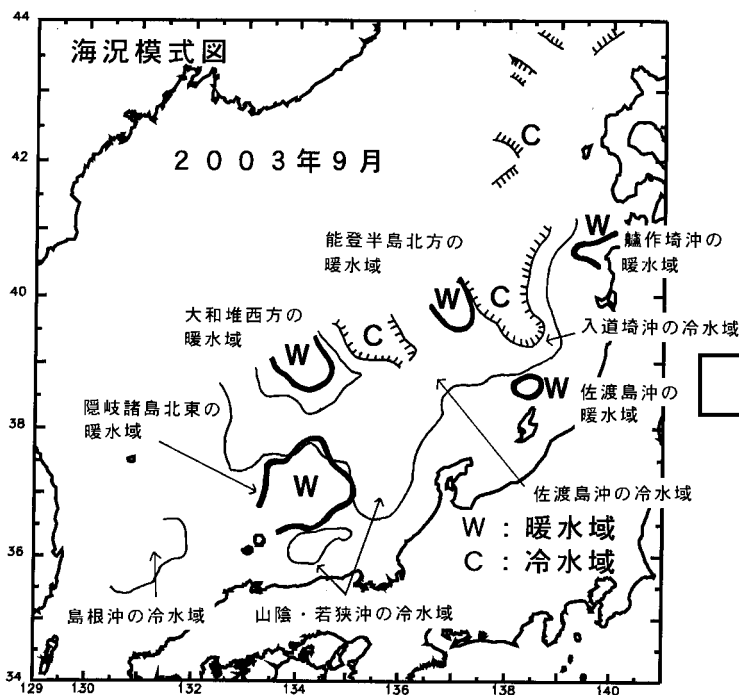 44
海況模式図
C
42
2003年9月
W
能登半島北方の
暖水域
艫作埼沖の
暖水域
40
W
C
大和堆西方の
暖水域
C
入道埼沖の冷水域
W
W
佐渡島沖の
暖水域
隠岐諸島北東の
暖水域
38
W
佐渡島沖の冷水域
W : 暖水域
C : 冷水域
36
島根沖の冷水域
山陰・若狭沖の冷水域
34
129
132
134
136
138
140